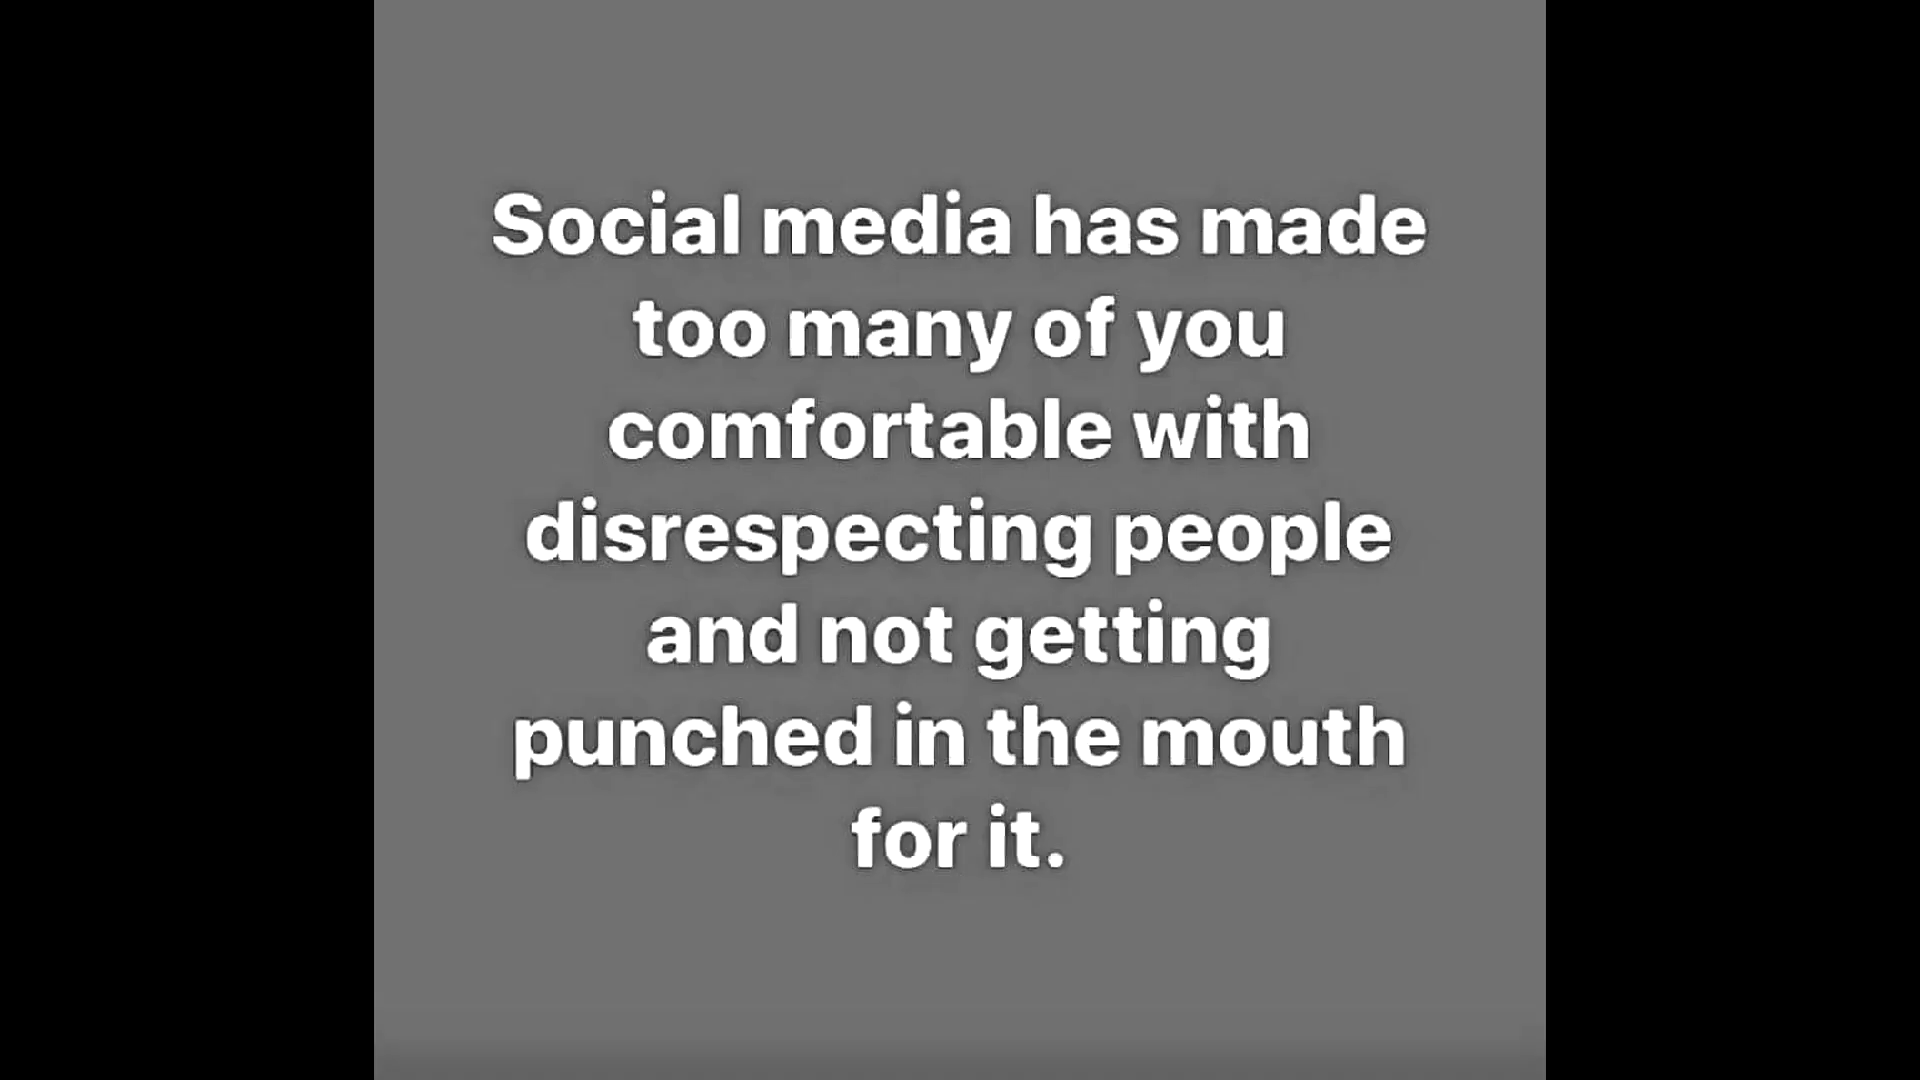 Social media has made
too many of you
comfortable with
disrespecting people
and not getting
punched in the mouth
for it.